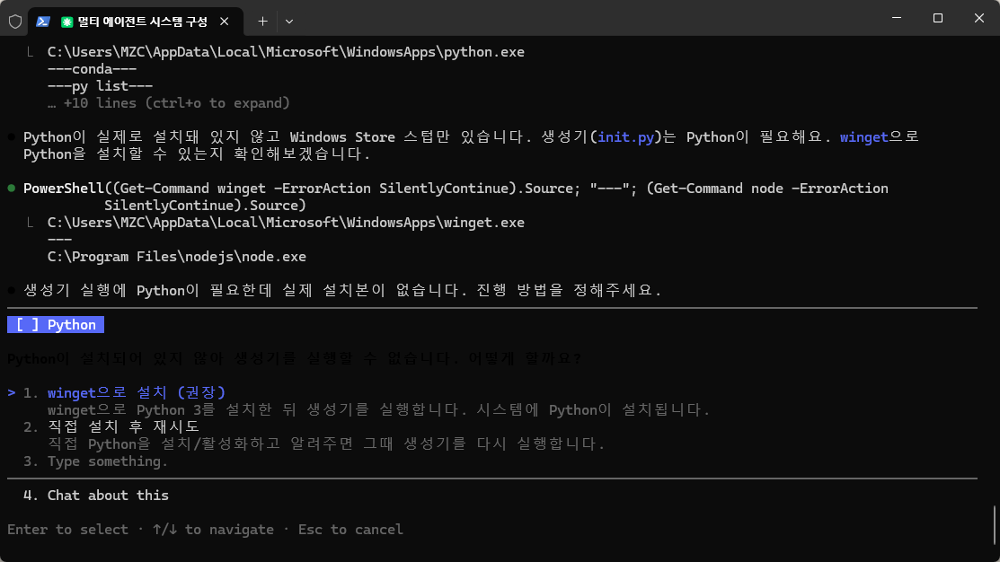 멀티 에이전트 시스템 구성
└ C:\Users\MZC\AppData\Local\Microsoft\WindowsApps\python.exe
---conda---
---py list---
… +10 lines (ctrl+o to expand)
● Python이 실제로 설치돼 있지 않고 Windows Store 스텁만 있습니다. 생성기(init.py)는 Python이 필요해요. winget으로
Python을 설치할 수 있는지 확인해보겠습니다.
● PowerShell((Get-Command winget -ErrorAction SilentlyContinue).Source; "---"; (Get-Command node -ErrorAction
SilentlyContinue).Source)
└ C:\Users\MZC\AppData\Local\Microsoft\WindowsApps\winget.exe
---
C:\Program Files\nodejs\node.exe
● 생성기 실행에 Python이 필요한데 실제 설치본이 없습니다. 진행 방법을 정해주세요.
[ ] Python
Python이 설치되어 있지 않아 생성기를 실행할 수 없습니다. 어떻게 할까요?
> 1. winget으로 설치 (권장)
winget으로 Python 3를 설치한 뒤 생성기를 실행합니다. 시스템에 Python이 설치됩니다.
2. 직접 설치 후 재시도
직접 Python을 설치/활성화하고 알려주면 그때 생성기를 다시 실행합니다.
3. Type something.
4. Chat about this
Enter to select · ↑/↓ to navigate · Esc to cancel